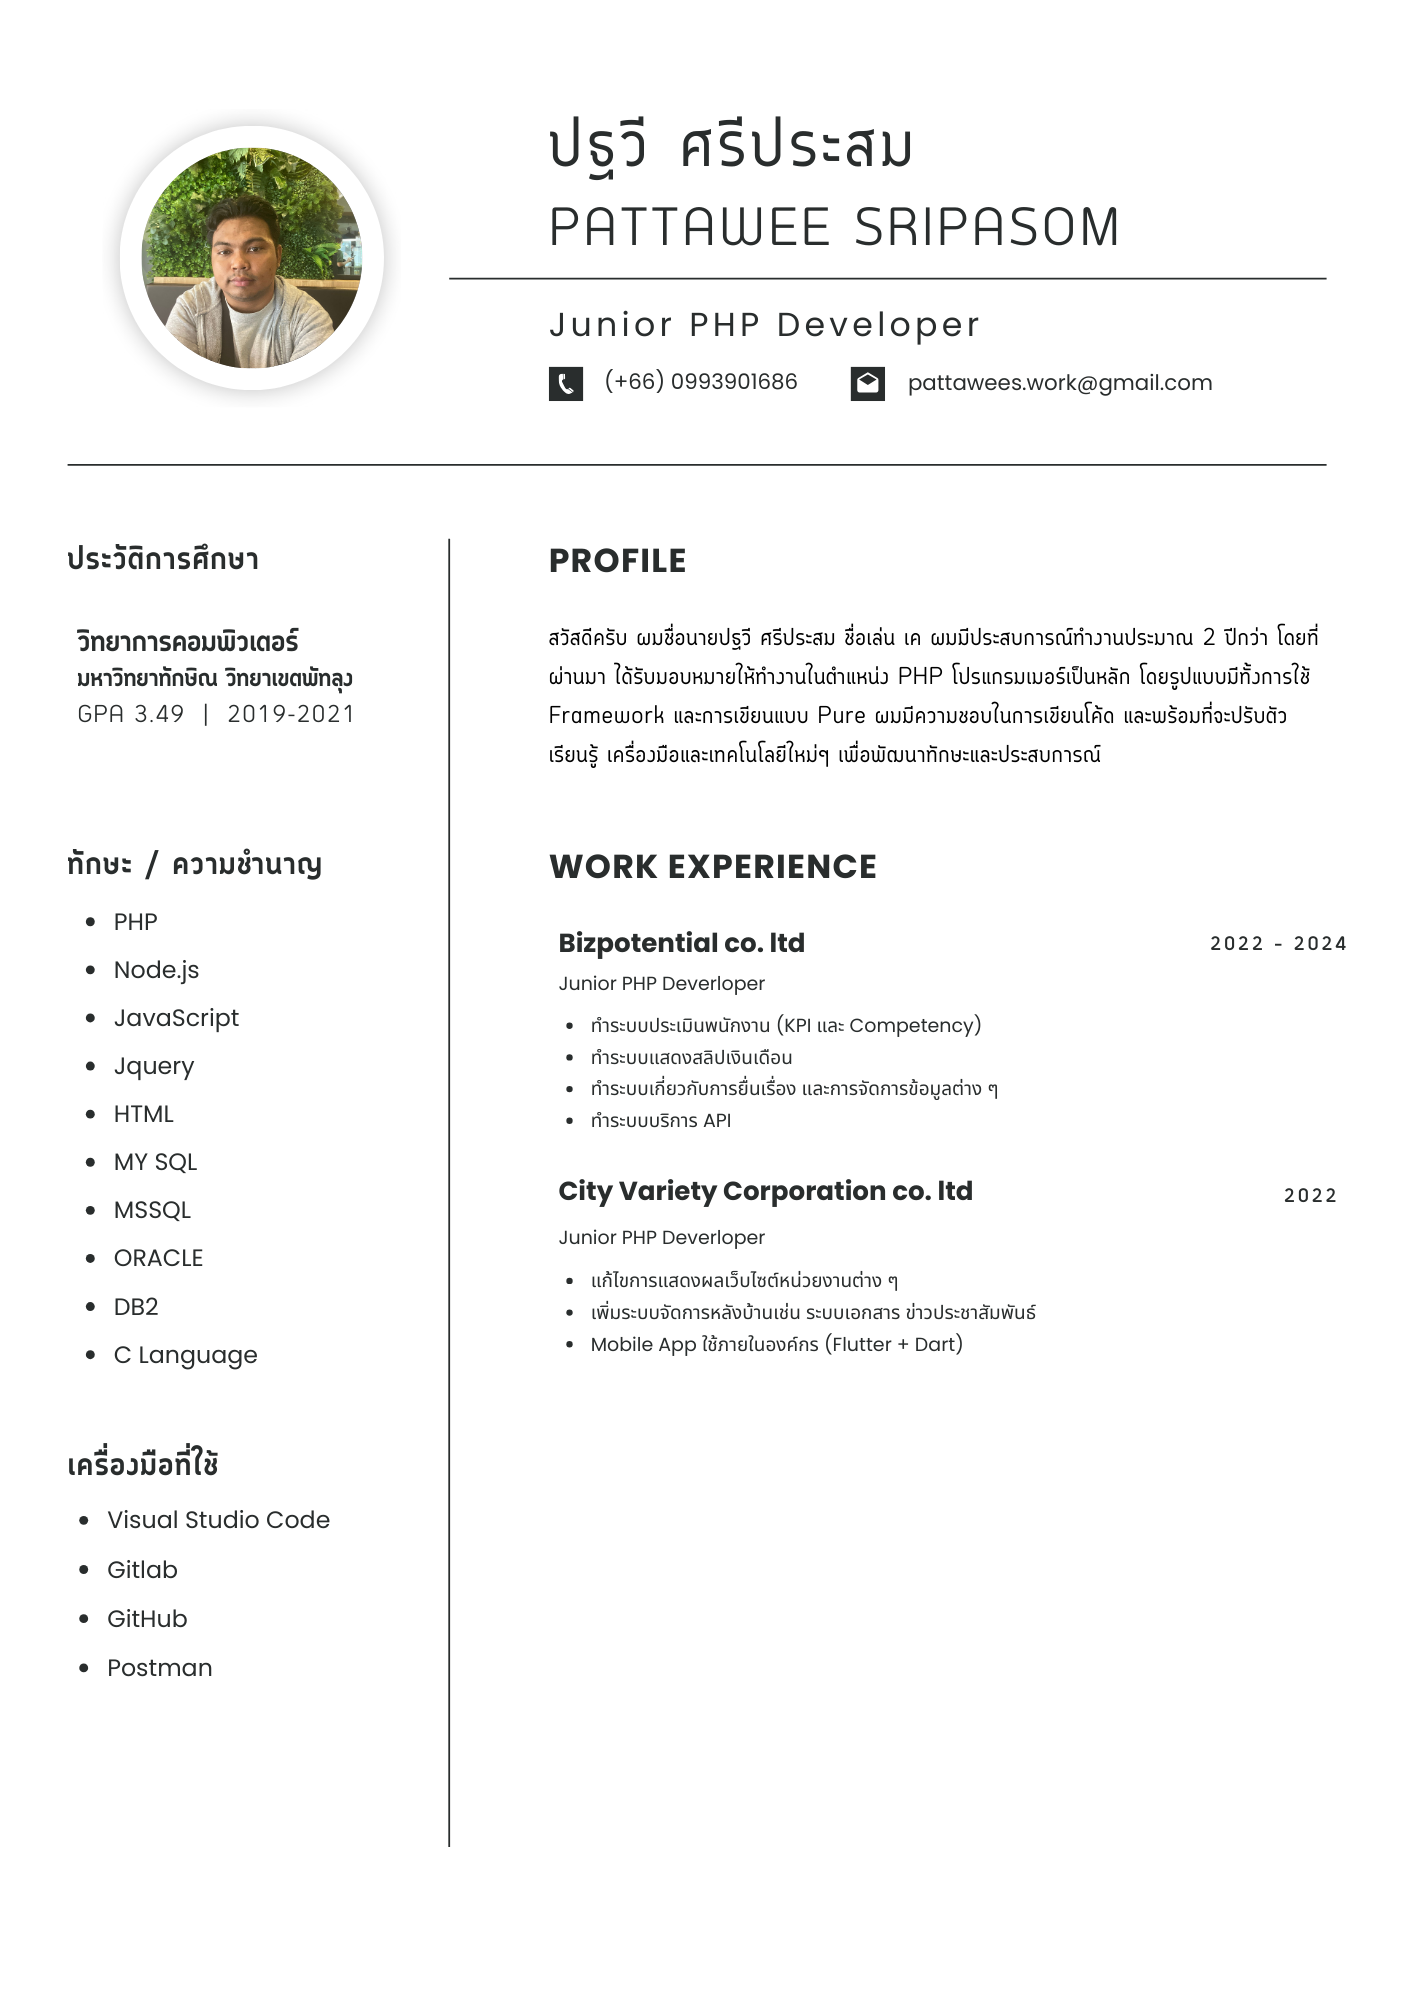 ปฐวี ศรีประสม
PATTAWEE SRIPASOM
Junior PHP Developer
(+66) 0993901686 pattawees.work@gmail.com
ประวัติการศึกษา
วิทยาการคอมพิวเตอร์
มหาวิทยาทักษิณ วิทยาเขตพัทลุง
GPA 3.49 | 2019-2021
ทักษะ / ความชำนาญ
• PHP
• Node.js
• JavaScript
• Jquery
• HTML
• MY SQL
• MSSQL
• ORACLE
• DB2
• C Language
เครื่องมือที่ใช้
• Visual Studio Code
• Gitlab
• GitHub
• Postman
PROFILE
สวัสดีครับ ผมชื่อนายปฐวี ศรีประสม ชื่อเล่น เค ผมมีประสบการณ์ทำงานประมาณ 2 ปีกว่า โดยที่
ผ่านมา ได้รับมอบหมายให้ทำงานในตำแหน่ง PHP โปรแกรมเมอร์เป็นหลัก โดยรูปแบบมีทั้งการใช้
Framework และการเขียนแบบ Pure ผมมีความชอบในการเขียนโค้ด และพร้อมที่จะปรับตัว
เรียนรู้ เครื่องมือและเทคโนโลยีใหม่ๆ เพื่อพัฒนาทักษะและประสบการณ์
WORK EXPERIENCE
Bizpotential co. ltd 2022 - 2024
Junior PHP Deverloper
• ทำระบบประเมินพนักงาน (KPI และ Competency)
• ทำระบบแสดงสลิปเงินเดือน
• ทำระบบเกี่ยวกับการยื่นเรื่อง และการจัดการข้อมูลต่าง ๆ
• ทำระบบบริการ API
City Variety Corporation co. ltd 2022
Junior PHP Deverloper
• แก้ไขการแสดงผลเว็บไซต์หน่วยงานต่าง ๆ
• เพิ่มระบบจัดการหลังบ้านเช่น ระบบเอกสาร ข่าวประชาสัมพันธ์
• Mobile App ใช้ภายในองค์กร (Flutter + Dart)